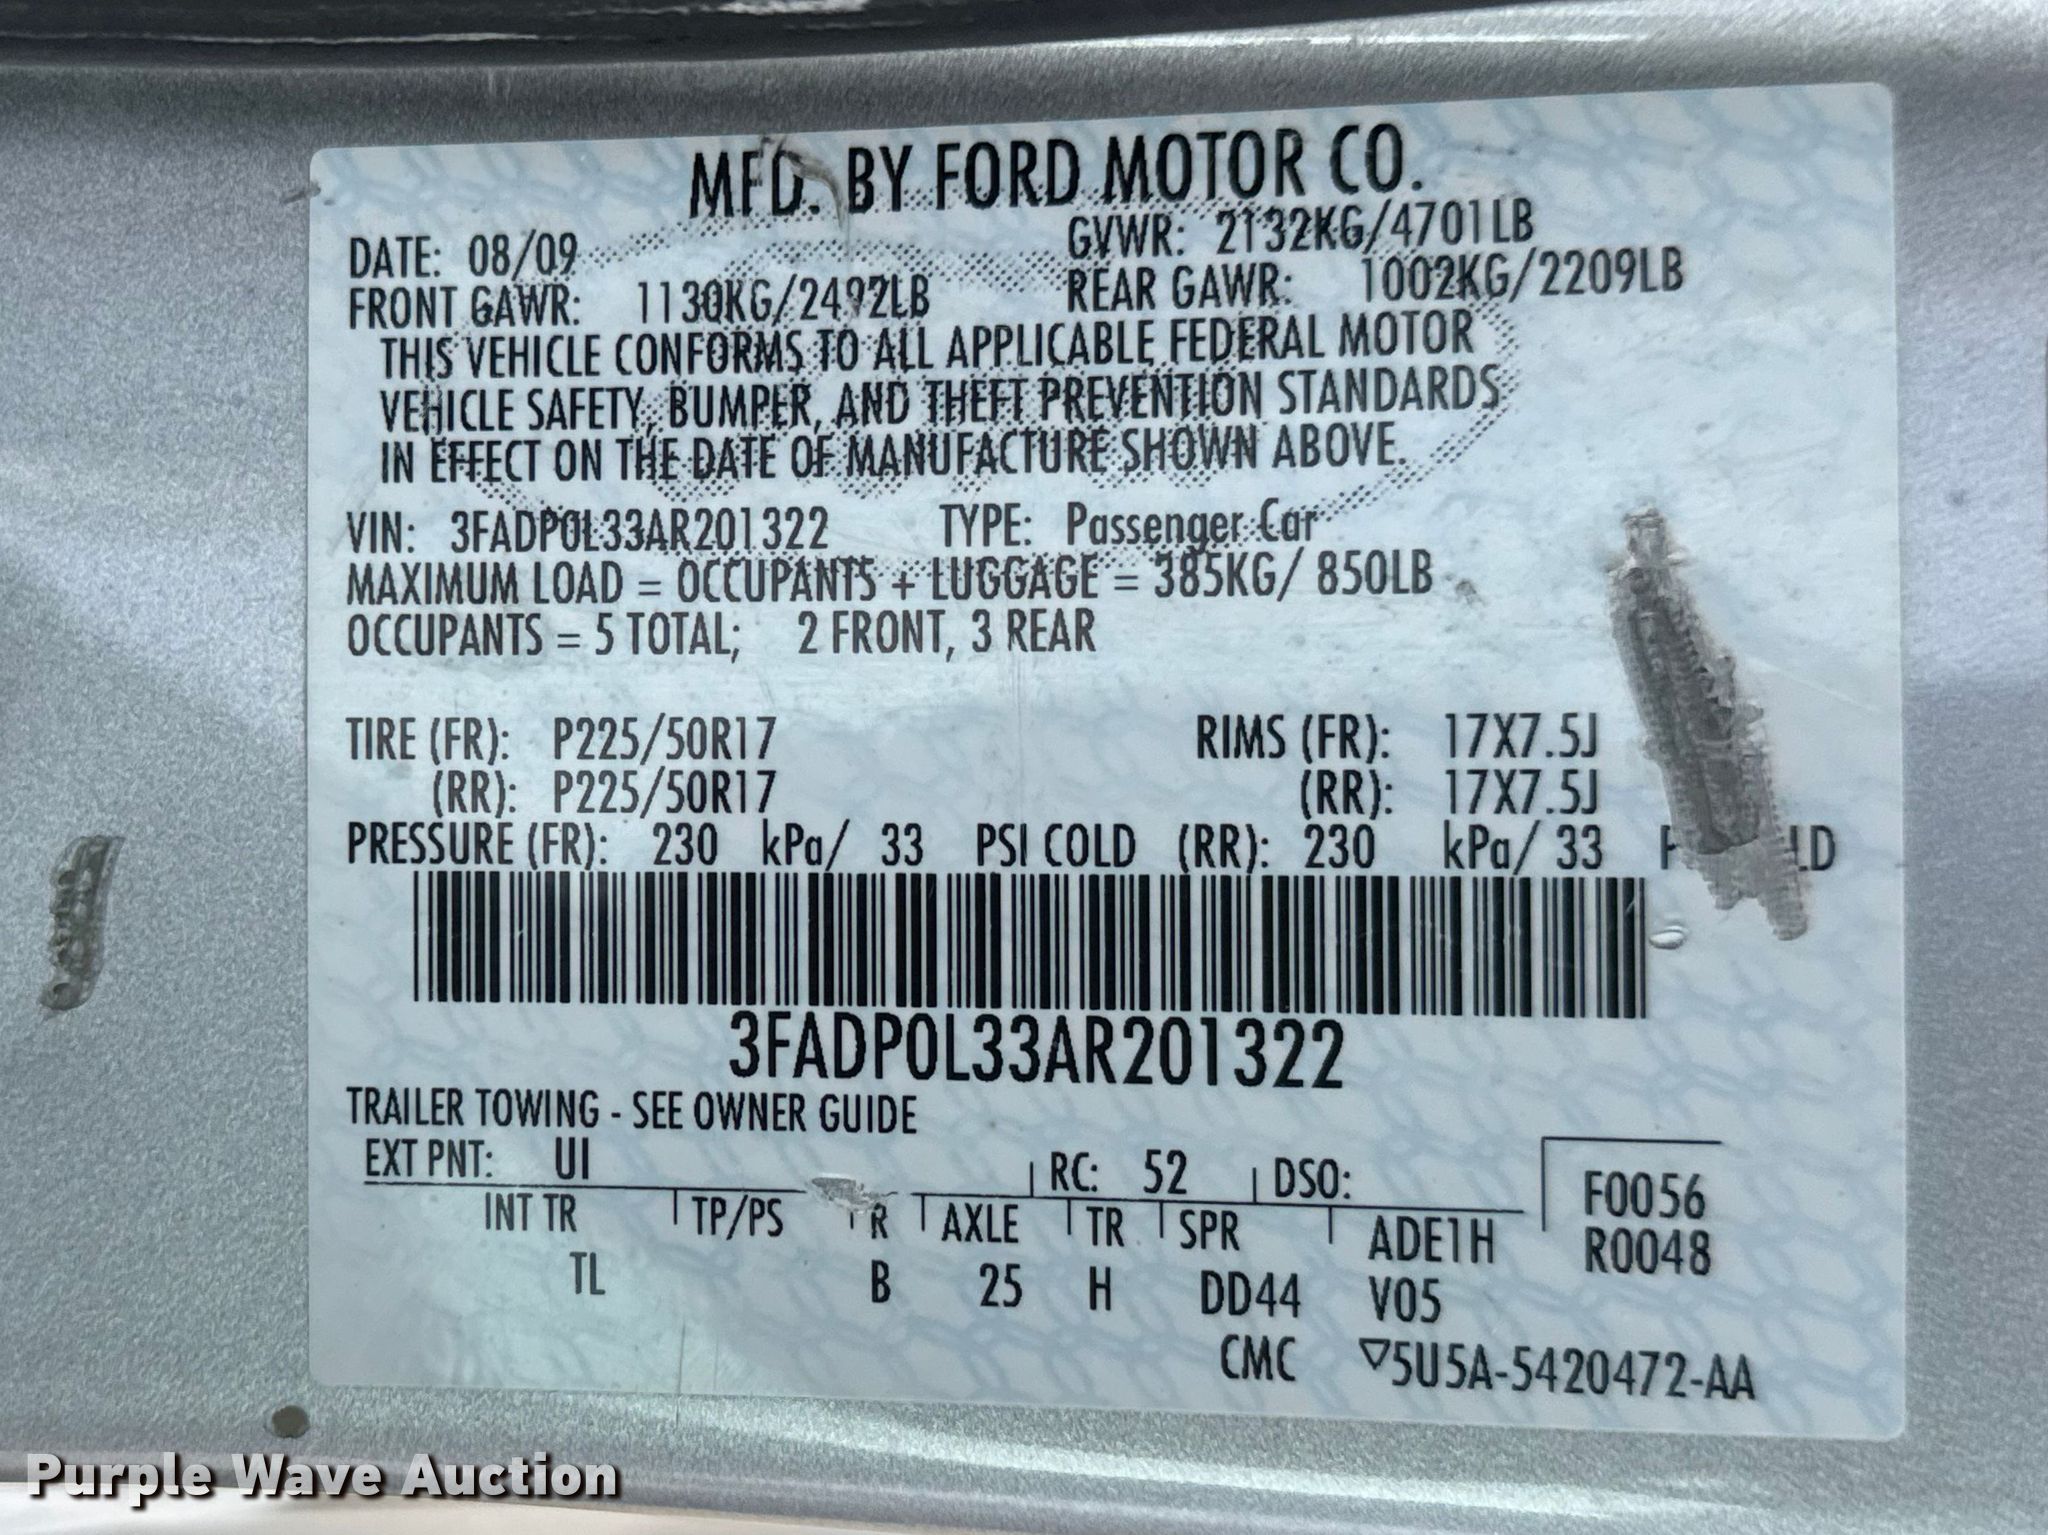 MFD. BY FORD MOTOR CO.
DATE: 08/09 GVWR: 2132KG/4701LB
FRONT GAWR: 1130KG/2492LB REAR GAWR: 1002KG/2209LB
THIS VEHICLE CONFORMS TO ALL APPLICABLE FEDERAL MOTOR
VEHICLE SAFETY, BUMPER, AND THEFT PREVENTION STANDARDS
IN EFFECT ON THE DATE OF MANUFACTURE SHOWN ABOVE.
VIN: 3FADP0L33AR201322 TYPE: Passenger Car
MAXIMUM LOAD = OCCUPANTS + LUGGAGE = 385KG/ 850LB
OCCUPANTS = 5 TOTAL; 2 FRONT, 3 REAR
TIRE (FR): P225/50R17 RIMS (FR): 17X7.5J
(RR): P225/50R17 (RR): 17X7.5J
PRESSURE (FR): 230 kPa/ 33 PSI COLD (RR): 230 kPa/ 33
3FADP0L33AR201322
TRAILER TOWING - SEE OWNER GUIDE
EXT PNT: UI RC: 52 DSO: F0056
INT TR TP/PS R AXLE TR SPR ADE1H R0048
TL B 25 H DD44 V05
CMC ▽5U5A-5420472-AA
Purple Wave Auction